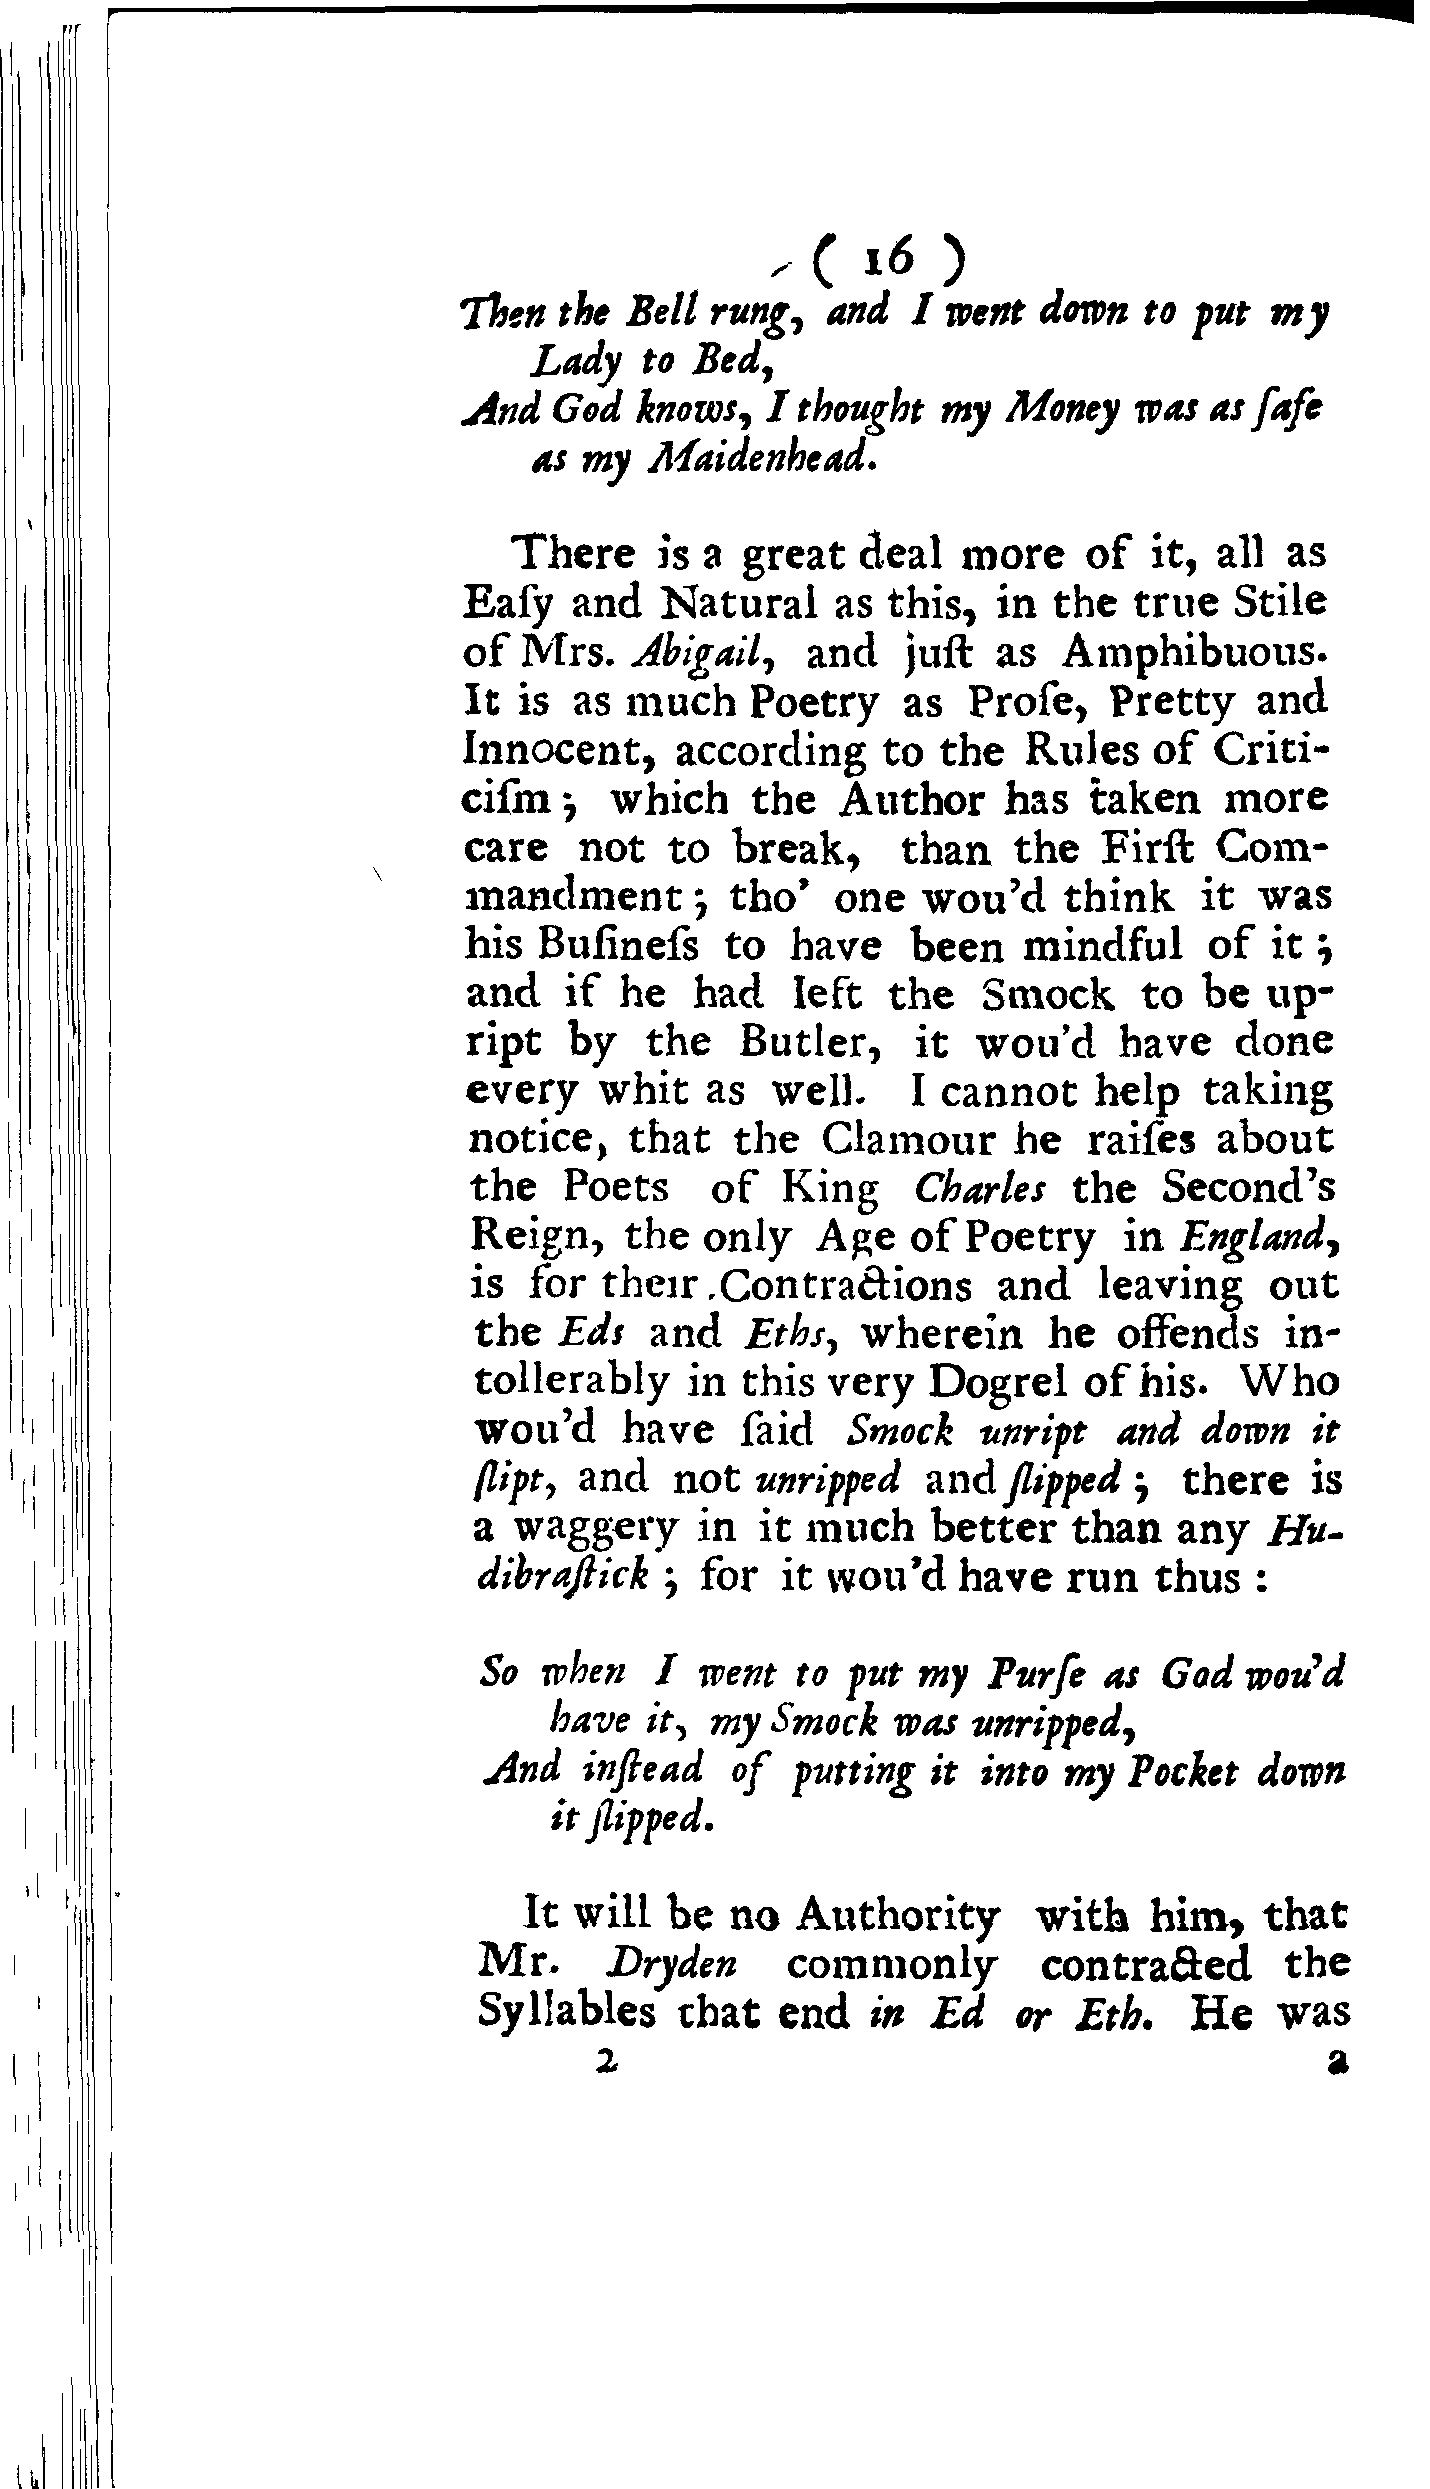 ( 16 )
Then the Bell rung, and I went down to put my
Lady to Bed,
And God knows, I thought my Money was as ſafe
as my Maidenhead.
There is a great deal more of it, all as
Eaſy and Natural as this, in the true Stile
of Mrs. Abigail, and juſt as Amphibuous.
It is as much Poetry as Proſe, Pretty and
Innocent, according to the Rules of Criti-
ciſm; which the Author has taken more
care not to break, than the Firſt Com-
mandment; tho' one wou'd think it was
his Buſineſs to have been mindful of it;
and if he had left the Smock to be up-
ript by the Butler, it wou'd have done
every whit as well. I cannot help taking
notice, that the Clamour he raiſes about
the Poets of King Charles the Second's
Reign, the only Age of Poetry in England,
is for their Contractions and leaving out
the Eds and Eths, wherein he offends in-
tollerably in this very Dogrel of his. Who
wou'd have ſaid Smock unript and down it
ſlipt, and not unripped and ſlipped; there is
a waggery in it much better than any Hu-
dibraſtick; for it wou'd have run thus:
So when I went to put my Purſe as God wou'd
have it, my Smock was unripped,
And inſtead of putting it into my Pocket down
it ſlipped.
It will be no Authority with him, that
Mr. Dryden commonly contracted the
Syllables that end in Ed or Eth. He was
2 a